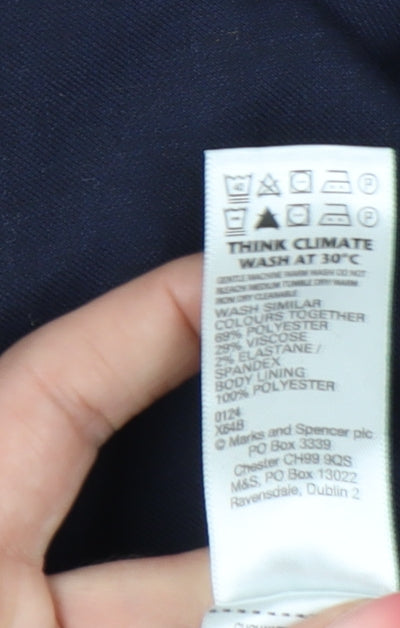 40
P
P
THINK CLIMATE
WASH AT 30°C
GENTLE MACHINE WARM WASH DO NOT
BLEACH MEDIUM TUMBLE DRY WARM
IRON DRY CLEANABLE
WASH SIMILAR
COLOURS TOGETHER
69% POLYESTER
29% VISCOSE
2% ELASTANE /
SPANDEX
BODY LINING
100% POLYESTER
0124
X64B
© Marks and Spencer plc
PO Box 3339
Chester CH99 9QS
M&S, PO Box 13022
Ravensdale, Dublin 2